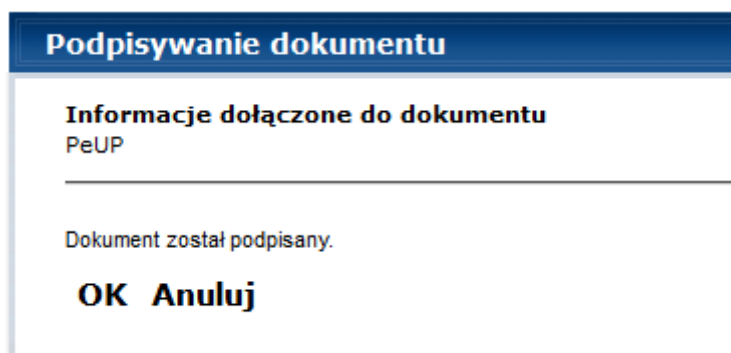 Podpisywanie dokumentu
Informacje dołączone do dokumentu
PeUP
Dokument został podpisany.
OK Anuluj